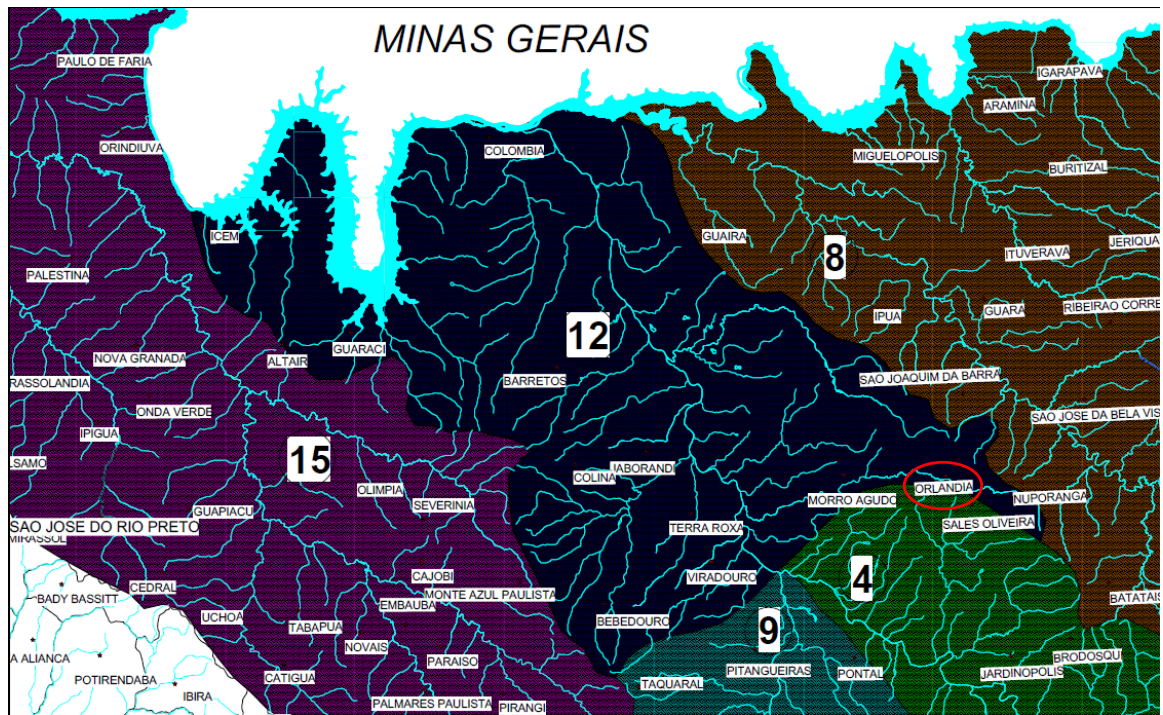 MINAS GERAIS
PAULO DE FARIA
IGARAPAVA
ARAMINA
ORINDIUVA
COLOMBIA
MIGUELOPOLIS
BURITIZAL
ICEM
GUAIRA
JERIQUA
ITUVERAVA
8
PALESTINA
RIBEIRAO CORRE
GUARA
IPUA
12
GUARACI
NOVA GRANADA
ALTAIR
RASSOLANDIA
BARRETOS
SAO JOAQUIM DA BARRA
ONDA VERDE
SAO JOSE DA BELA VIS
IPIGUA
15
LSAMO
JABORANDI
COLINA
OLIMPIA
ORLANDIA
SEVERINIA
MORRO AGUDO
NUPORANGA
GUAPIACU
SAO JOSE DO RIO PRETO
MIRASSOL
TERRA ROXA
SALES OLIVEIRA
CAJOBI
VIRADOURO
4
CEDRAL
MONTE AZUL PAULISTA
BADY BASSITT
EMBAUBA
BATATAIS
UCHOA
TABAPUA
BEBEDOURO
9
NOVAIS
A ALIANCA
PARAISO
BRODOSQUI
POTIRENDABA
CATIGUA
TAQUARAL
PITANGUEIRAS
PONTAL
JARDINOPOLIS
IBIRA
PALMARES PAULISTA
PIRANGI